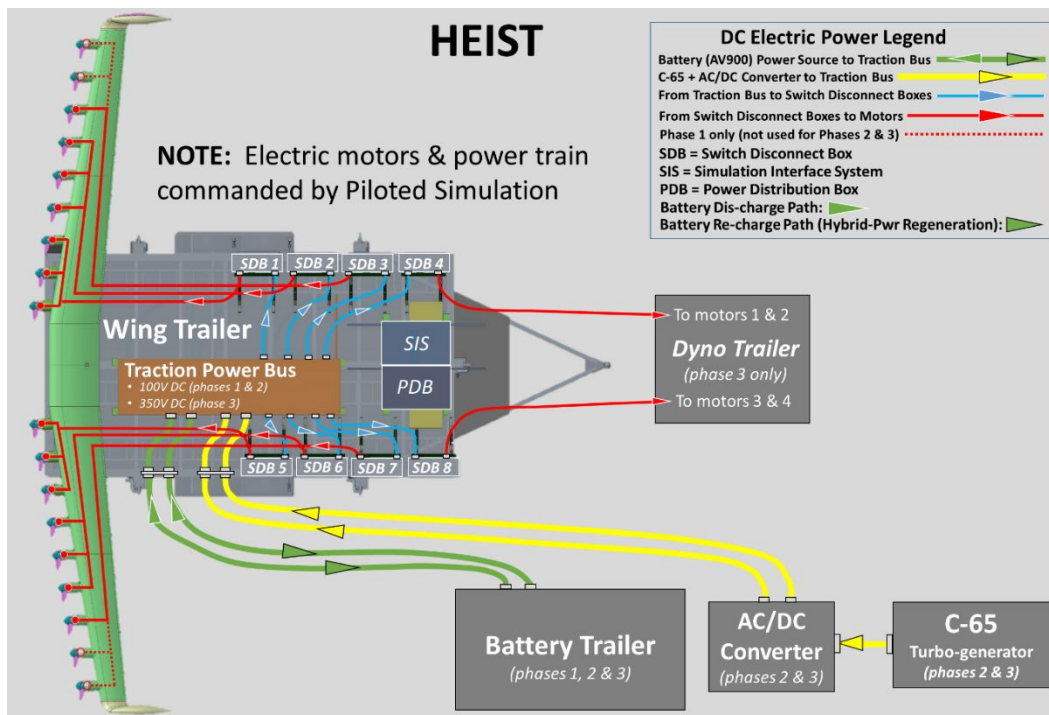 HEIST
DC Electric Power Legend
Battery (AV900) Power Source to Traction Bus
C-65 + AC/DC Converter to Traction Bus
From Traction Bus to Switch Disconnect Boxes
From Switch Disconnect Boxes to Motors
Phase 1 only (not used for Phases 2 & 3)
SDB = Switch Disconnect Box
SIS = Simulation Interface System
PDB = Power Distribution Box
Battery Dis-charge Path:
Battery Re-charge Path (Hybrid-Pwr Regeneration):
NOTE: Electric motors & power train
commanded by Piloted Simulation
SDB 1
SDB 2
SDB 3
SDB 4
Wing Trailer
SIS
PDB
Traction Power Bus
• 100V DC (phases 1 & 2)
• 350V DC (phase 3)
To motors 1 & 2
Dyno Trailer
(phase 3 only)
To motors 3 & 4
SDB 5
SDB 6
SDB 7
SDB 8
Battery Trailer
(phases 1, 2 & 3)
AC/DC
Converter
(phases 2 & 3)
C-65
Turbo-generator
(phases 2 & 3)